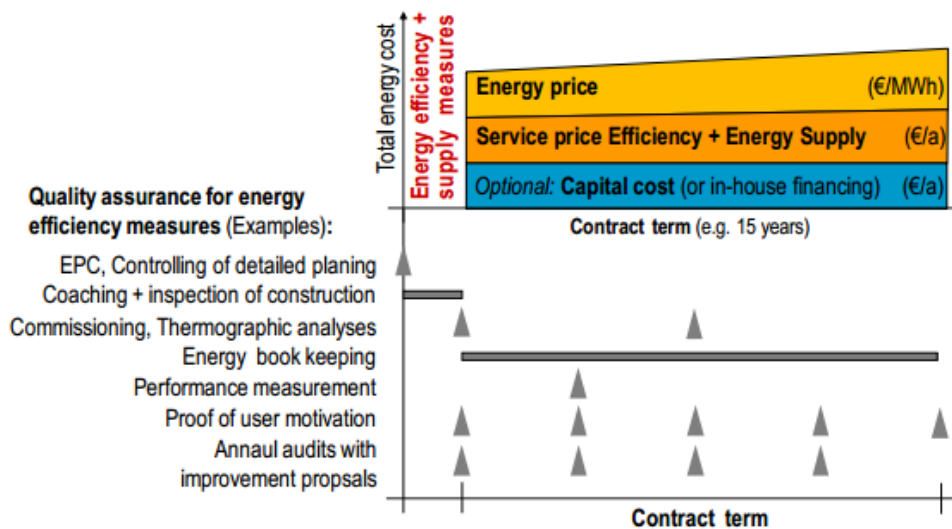 Total energy cost
Energy efficiency +
supply measures
Energy price (€/MWh)
Service price Efficiency + Energy Supply (€/a)
Optional: Capital cost (or in-house financing) (€/a)
Contract term (e.g. 15 years)
Quality assurance for energy
efficiency measures (Examples):
EPC, Controlling of detailed planing
Coaching + inspection of construction
Commissioning, Thermographic analyses
Energy book keeping
Performance measurement
Proof of user motivation
Annaul audits with
improvement propsals
Contract term